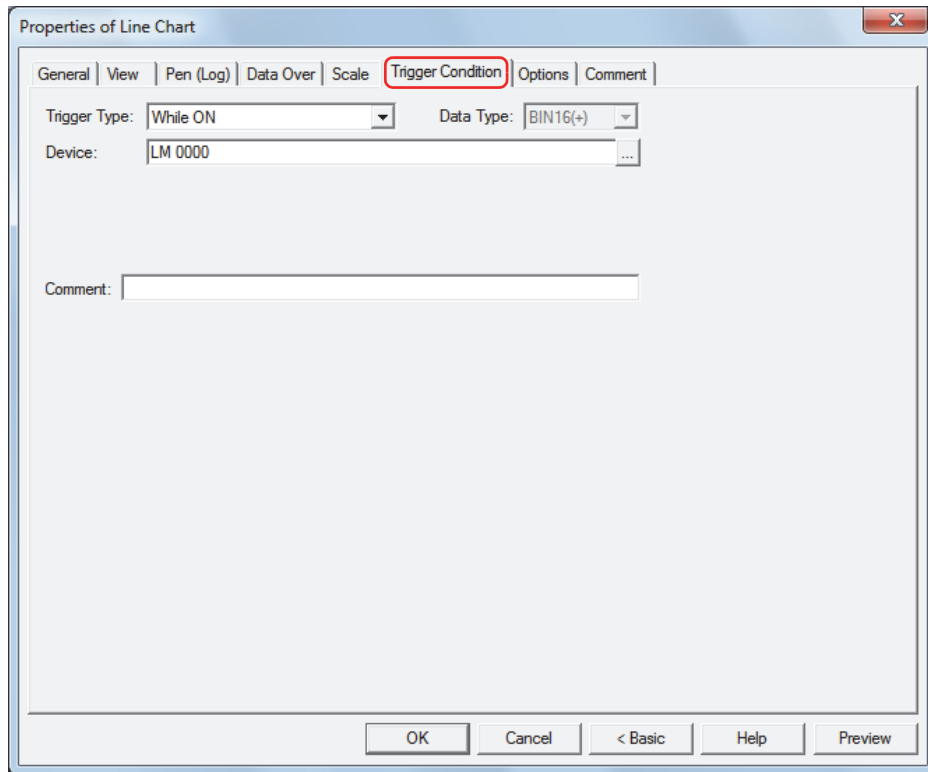 Properties of Line Chart
General View Pen (Log) Data Over Scale Trigger Condition Options Comment
Trigger Type: While ON Data Type: BIN16(+)
Device: LM 0000 ...
Comment:
OK Cancel < Basic Help Preview